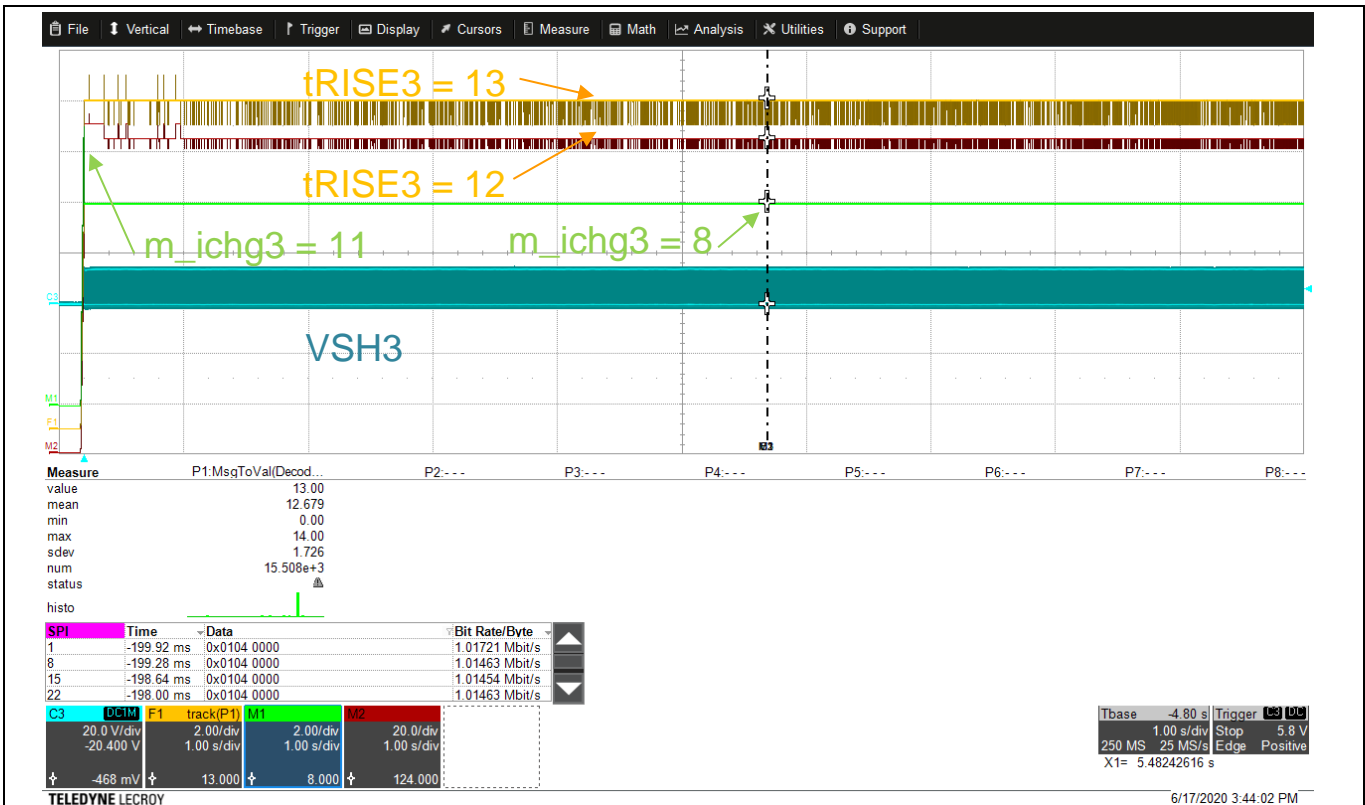 File Vertical Timebase Trigger Display Cursors Measure Math Analysis Utilities Support
tRISE3 = 13
tRISE3 = 12
m_ichg3 = 11 m_ichg3 = 8
C3
VSH3
M1
F1
M2
Measure P1:MsgToVal(Decod... P2:- - - P3:- - - P4:- - - P5:- - - P6:- - - P7:- - - P8:- - -
value 13.00
mean 12.679
min 0.00
max 14.00
sdev 1.726
num 15.508e+3
status
histo
SPI Time Data Bit Rate/Byte
1 -199.92 ms 0x0104 0000 1.01721 Mbit/s
8 -199.28 ms 0x0104 0000 1.01463 Mbit/s
15 -198.64 ms 0x0104 0000 1.01454 Mbit/s
22 -198.00 ms 0x0104 0000 1.01463 Mbit/s
C3 DC1M F1 track(P1) M1 M2 Tbase -4.80 s Trigger C3 DC
20.0 V/div 2.00/div 2.00/div 20.0/div 1.00 s/div Stop 5.8 V
-20.400 V 1.00 s/div 1.00 s/div 1.00 s/div 250 MS 25 MS/s Edge Positive
X1= 5.48242616 s
-468 mV 13.000 8.000 124.000
TELEDYNE LECROY 6/17/2020 3:44:02 PM